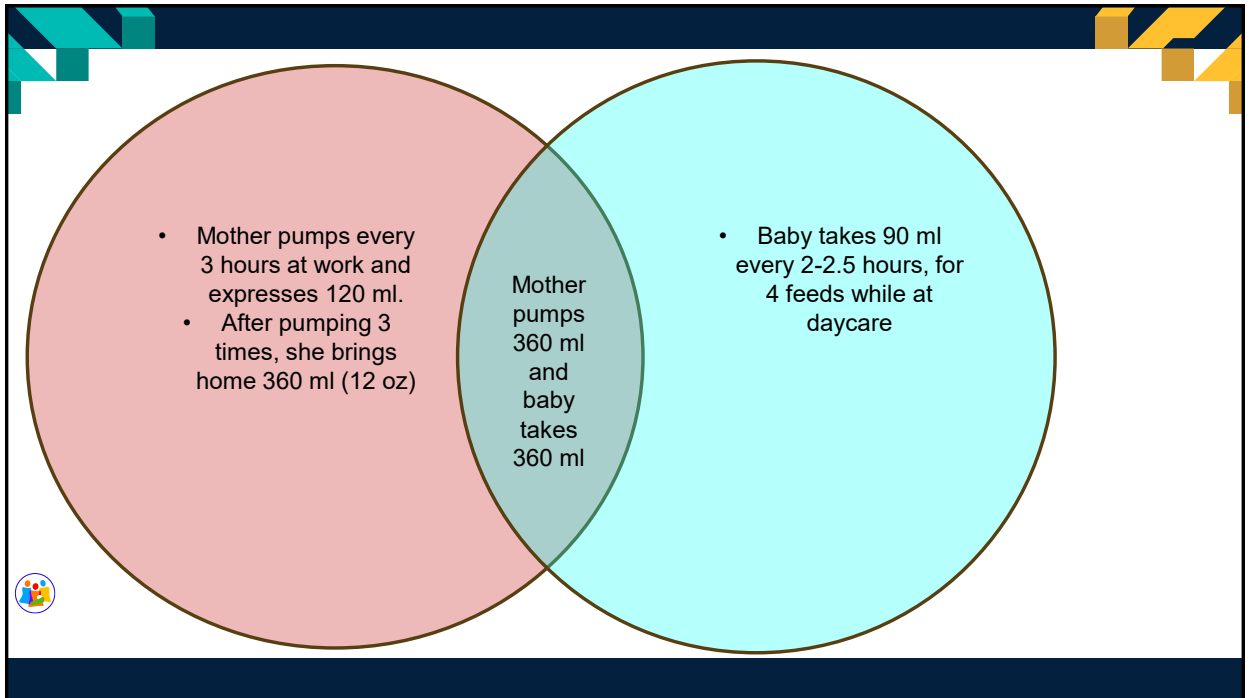 • Mother pumps every
3 hours at work and
expresses 120 ml.
• After pumping 3
times, she brings
home 360 ml (12 oz)
Mother
pumps
360 ml
and
baby
takes
360 ml
• Baby takes 90 ml
every 2-2.5 hours, for
4 feeds while at
daycare